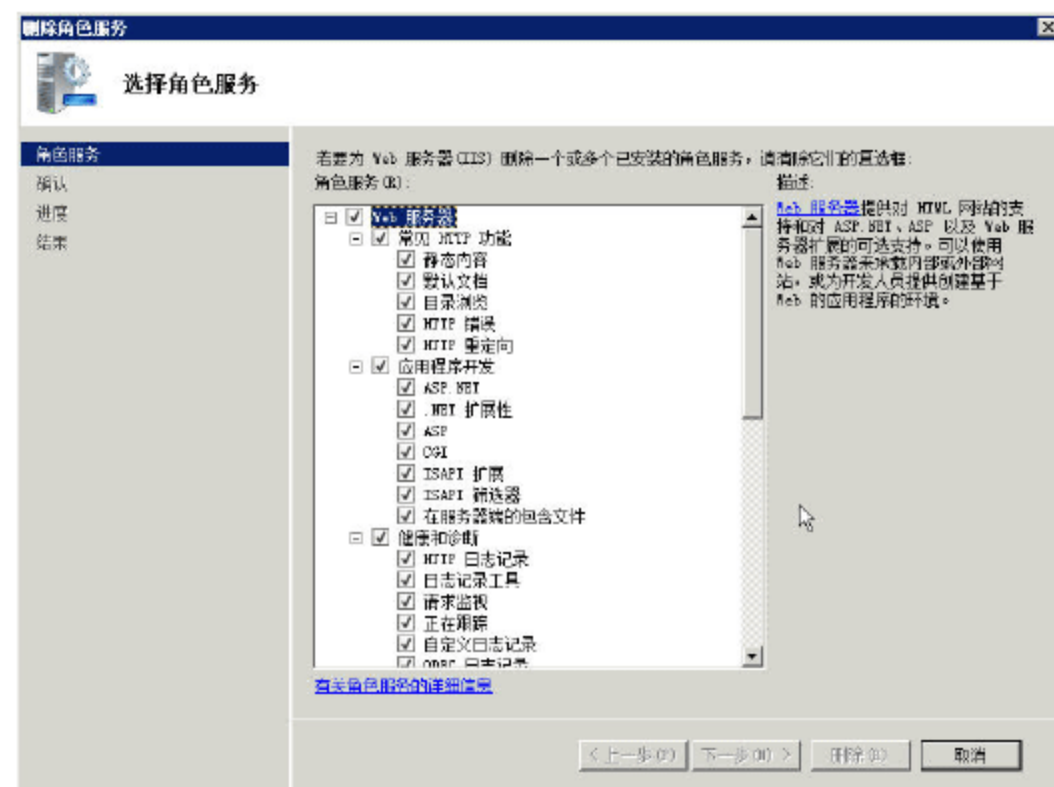 删除角色服务
选择角色服务
角色服务
确认
进度
结果
若要为 Web 服务器(IIS) 删除一个或多个已安装的角色服务，请清除它们的复选框:
角色服务(R):
Web 服务器
常见 HTTP 功能
静态内容
默认文档
目录浏览
HTTP 错误
HTTP 重定向
应用程序开发
ASP.NET
.NET 扩展性
ASP
CGI
ISAPI 扩展
ISAPI 筛选器
在服务器端的包含文件
健康和诊断
HTTP 日志记录
日志记录工具
请求监视
正在跟踪
自定义日志记录
ODBC 日志记录
描述:
Web 服务器提供对 HTML 网站的支
持和对 ASP.NET、ASP 以及 Web 服
务器扩展的可选支持。可以使用
Web 服务器来承载内部或外部网
站，或为开发人员提供创建基于
Web 的应用程序的环境。
有关角色服务的详细信息
< 上一步(P)
下一步(N) >
删除(R)
取消